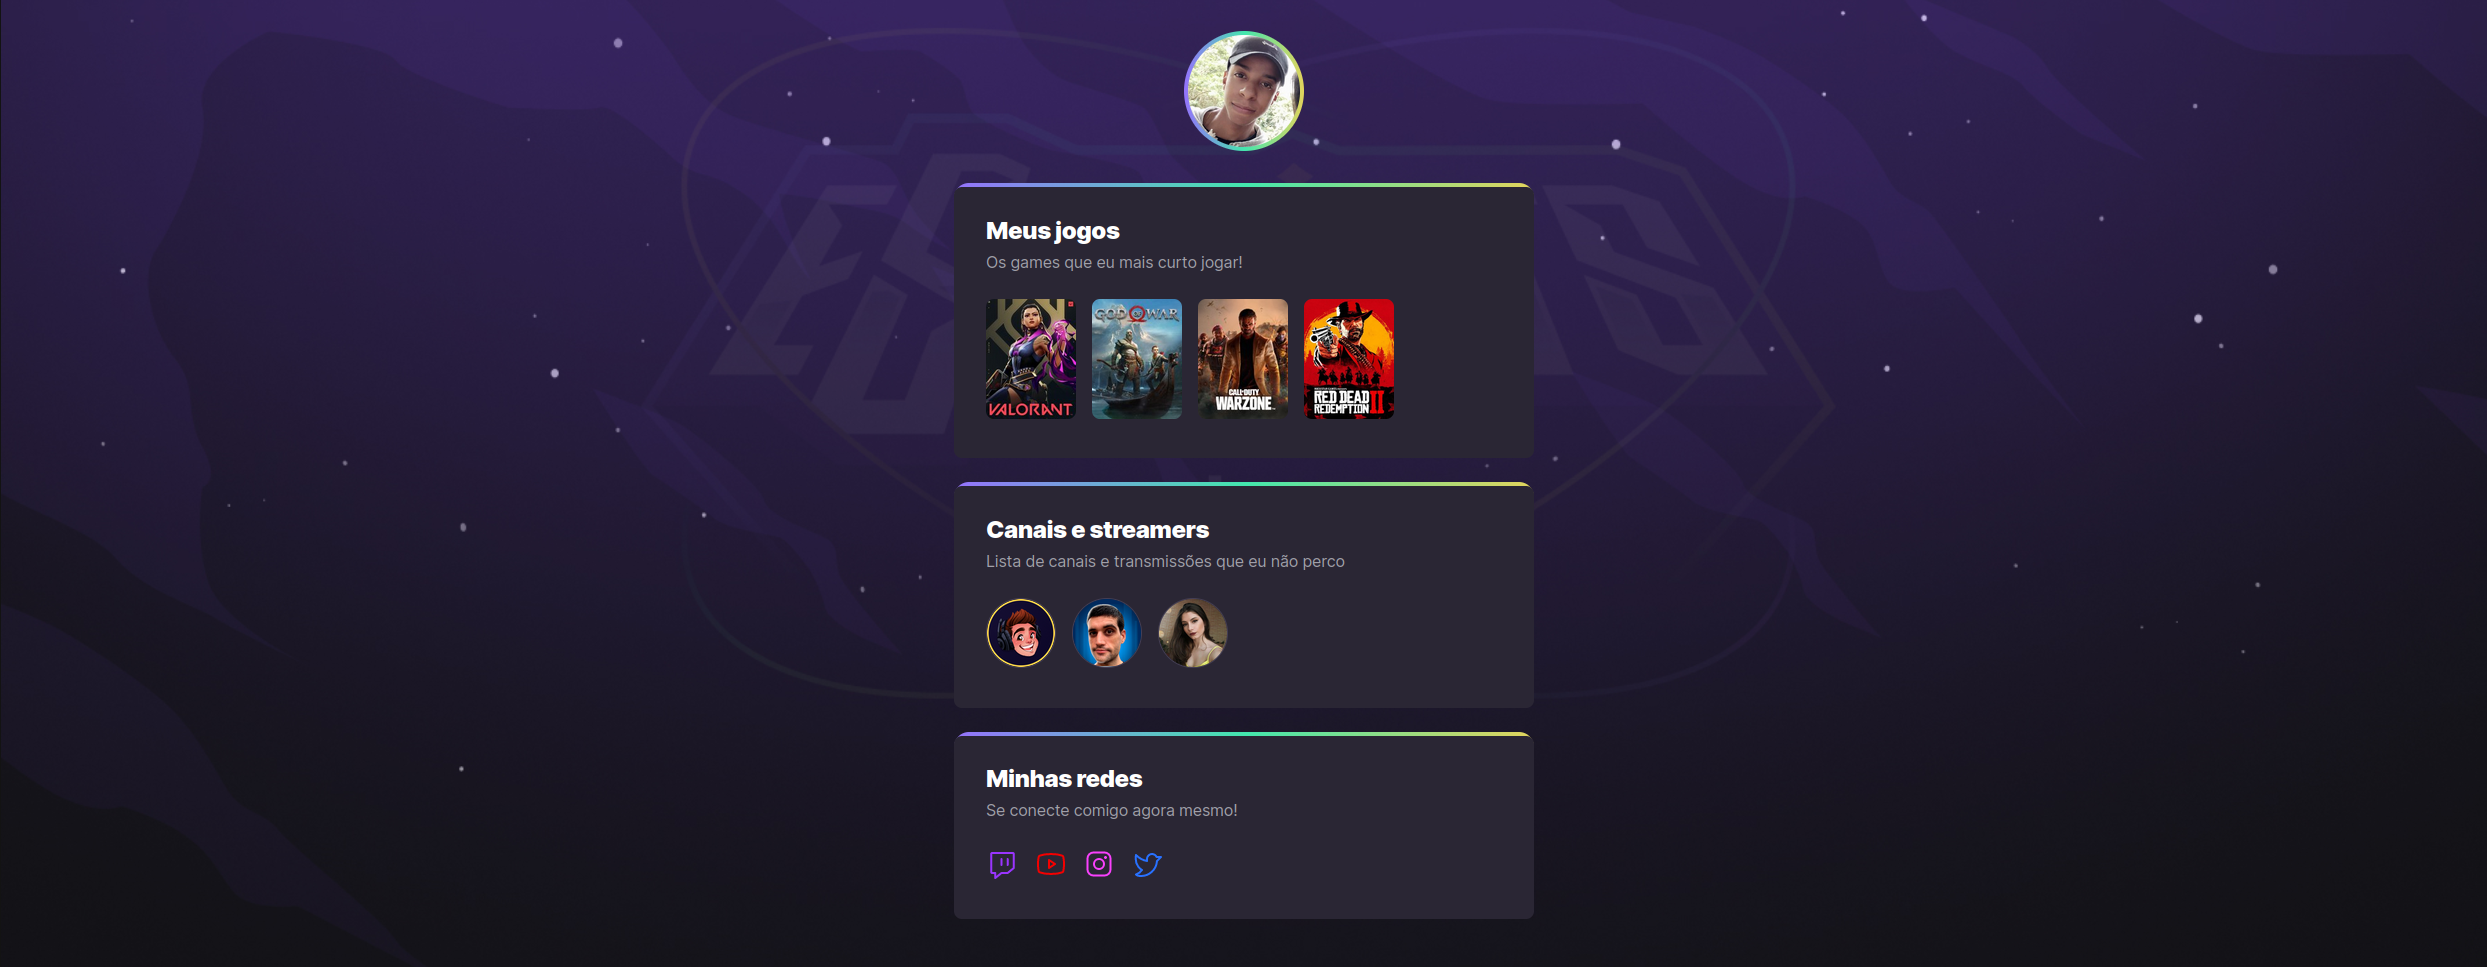 Meus jogos
Os games que eu mais curto jogar!
VALORANT
GOD WAR
CALL OF DUTY
WARZONE
RED DEAD
REDEMPTION II
Canais e streamers
Lista de canais e transmissões que eu não perco
Minhas redes
Se conecte comigo agora mesmo!